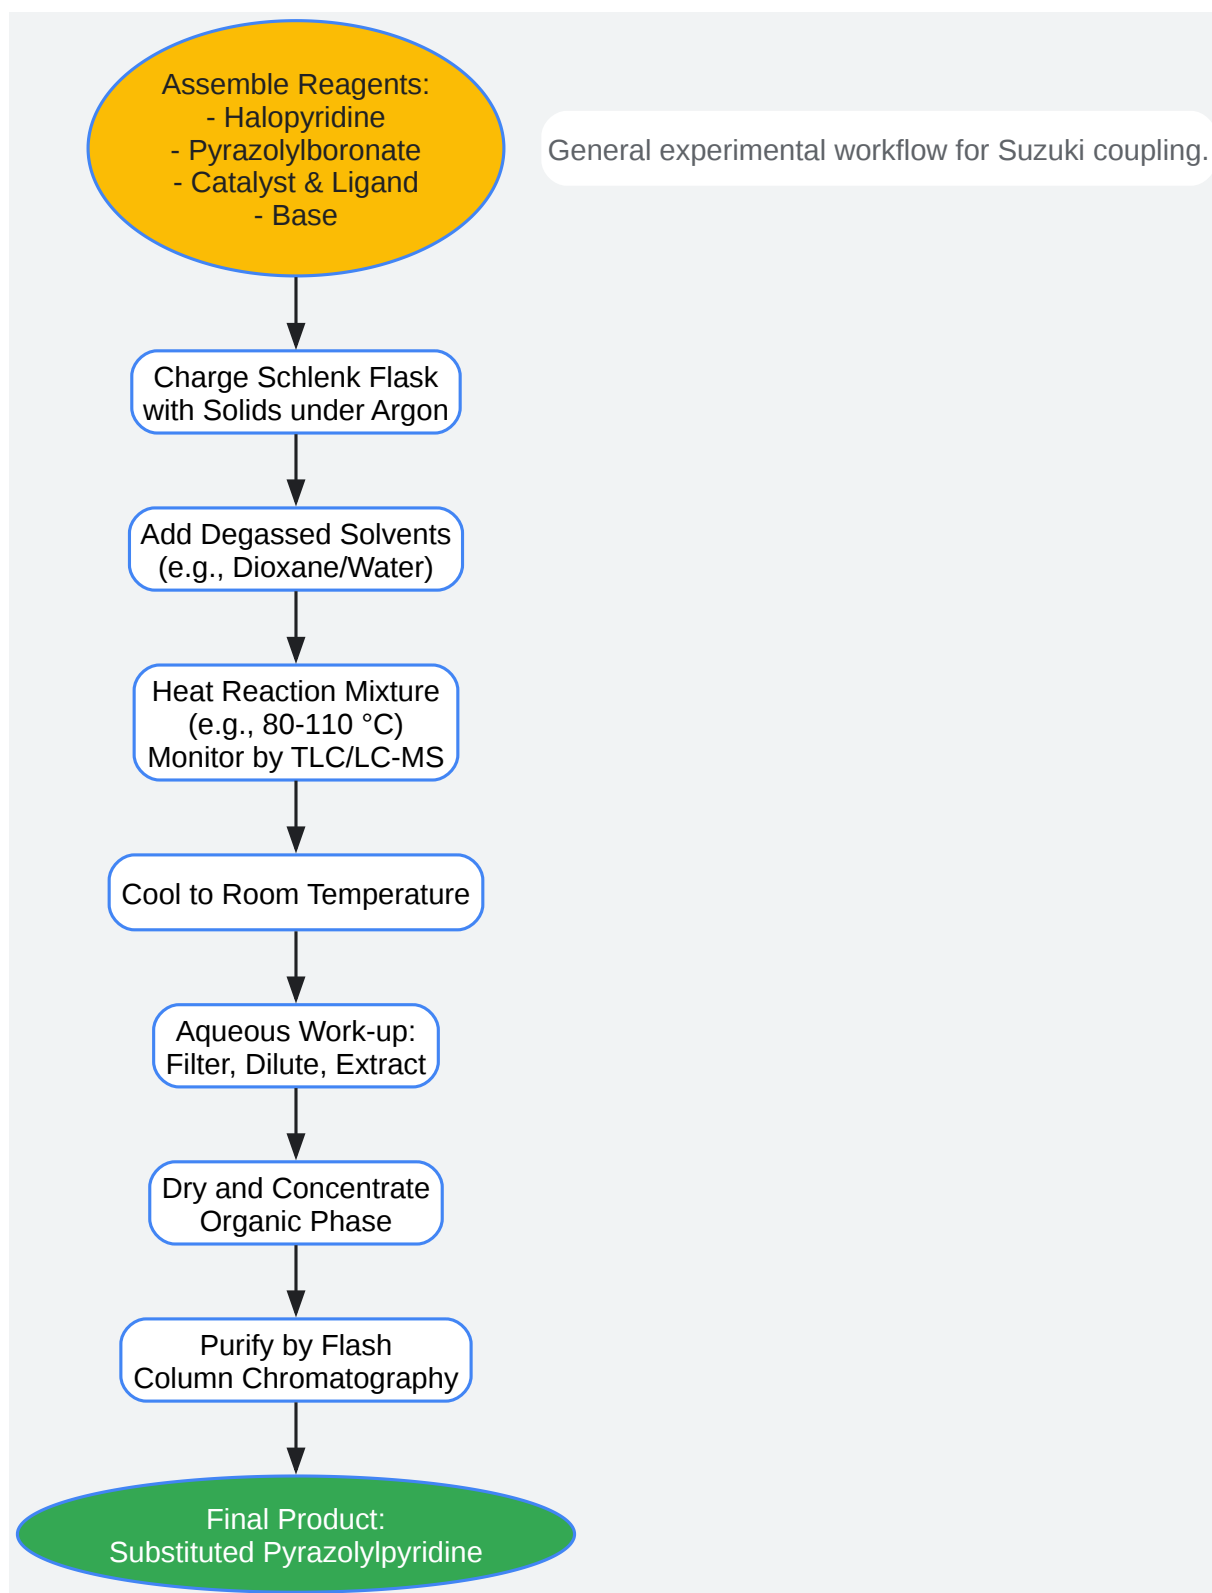 Assemble Reagents:
- Halopyridine
- Pyrazolylboronate
- Catalyst & Ligand
- Base
General experimental workflow for Suzuki coupling.
Charge Schlenk Flask
with Solids under Argon
Add Degassed Solvents
(e.g., Dioxane/Water)
Heat Reaction Mixture
(e.g., 80-110 °C)
Monitor by TLC/LC-MS
Cool to Room Temperature
Aqueous Work-up:
Filter, Dilute, Extract
Dry and Concentrate
Organic Phase
Purify by Flash
Column Chromatography
Final Product:
Substituted Pyrazolylpyridine